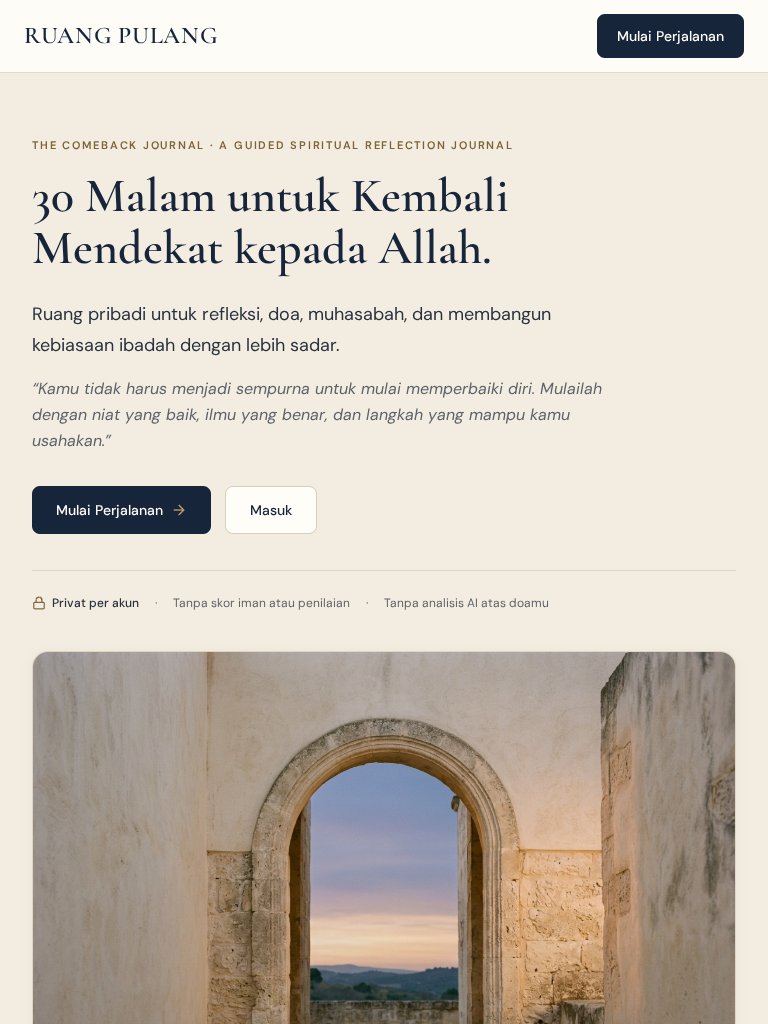 RUANG PULANG
Mulai Perjalanan
THE COMEBACK JOURNAL · A GUIDED SPIRITUAL REFLECTION JOURNAL
30 Malam untuk Kembali
Mendekat kepada Allah.
Ruang pribadi untuk refleksi, doa, muhasabah, dan membangun
kebiasaan ibadah dengan lebih sadar.
“Kamu tidak harus menjadi sempurna untuk mulai memperbaiki diri. Mulailah
dengan niat yang baik, ilmu yang benar, dan langkah yang mampu kamu
usahakan.”
Mulai Perjalanan →
Masuk
Privat per akun · Tanpa skor iman atau penilaian · Tanpa analisis AI atas doamu